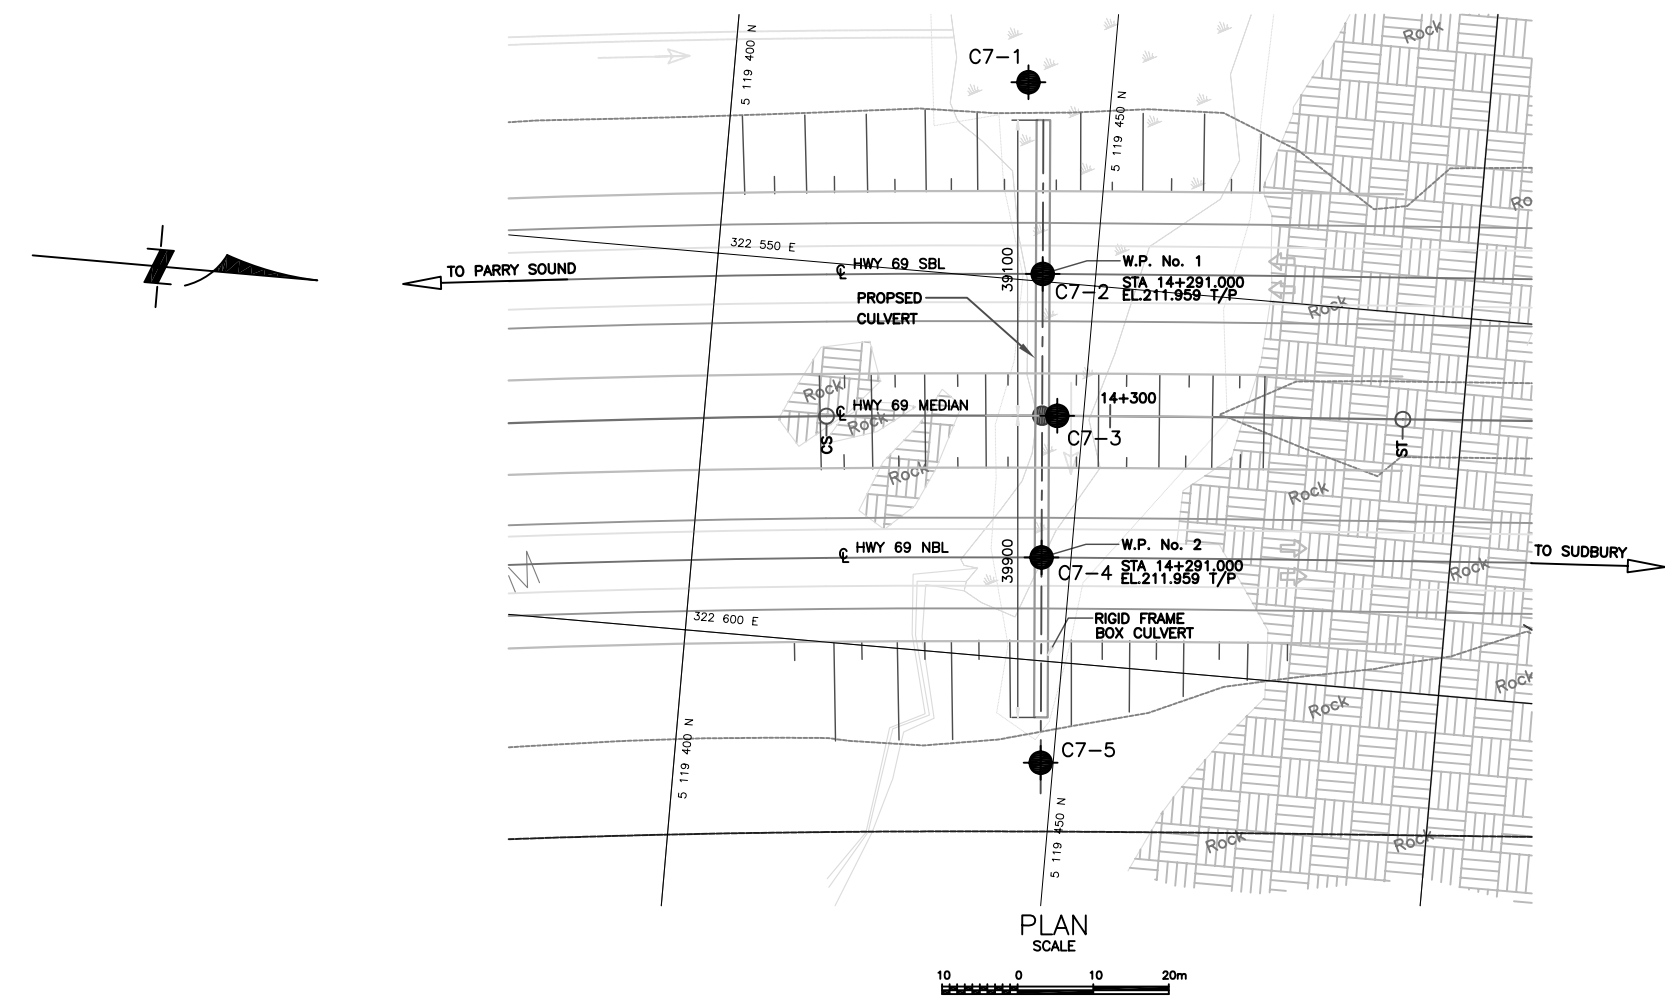 Rock
5 119 400 N
C7-1
5 119 450 N
Rock
322 550 E
TO PARRY SOUND
℄ HWY 69 SBL
39100
W.P. No. 1
STA 14+291.000
EL.211.959 T/P
C7-2
PROPSED
CULVERT
Rock
Rock
℄ HWY 69 MEDIAN
14+300
Rock
CS
C7-3
ST
Rock
Rock
℄ HWY 69 NBL
39900
W.P. No. 2
STA 14+291.000
EL.211.959 T/P
C7-4
TO SUDBURY
Rock
322 600 E
RIGID FRAME
BOX CULVERT
Rock
Rock
5 119 400 N
C7-5
5 119 450 N
Rock
Rock
PLAN
SCALE
10 0 10 20m